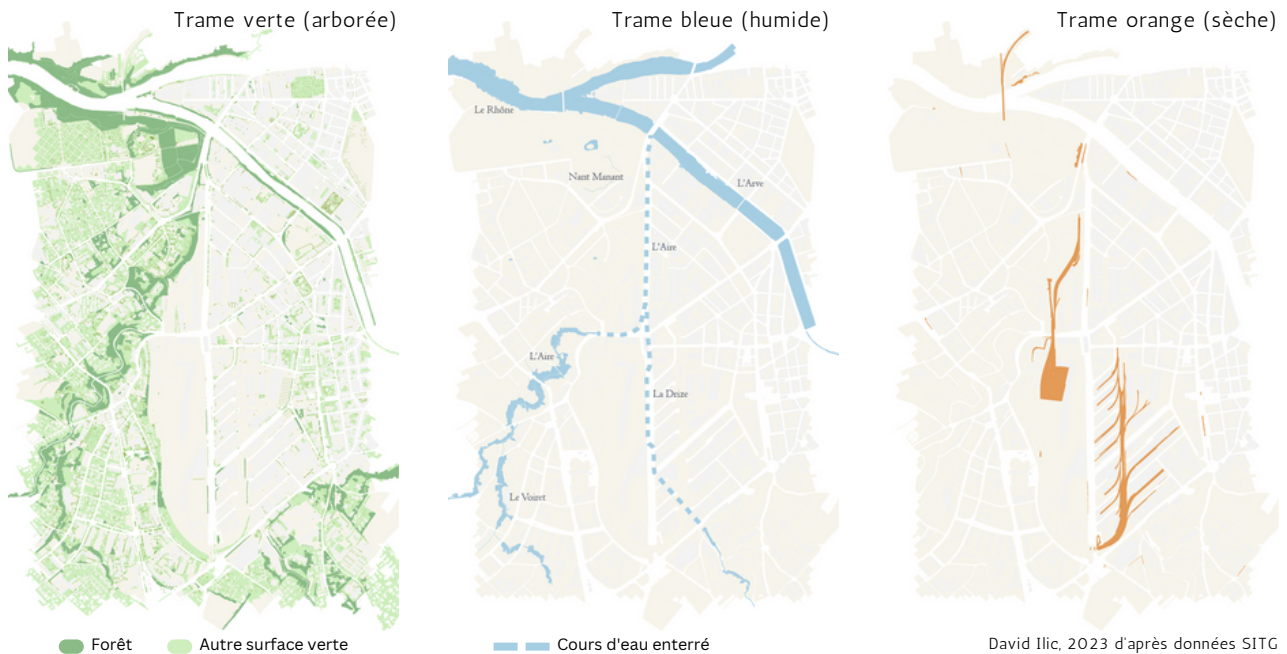 Trame verte (arborée)
Trame bleue (humide)
Trame orange (sèche)
Le Rhône
Nant Manant
L'Arve
L'Aire
L'Aire
La Drize
Le Voiret
Forêt
Autre surface verte
Cours d'eau enterré
David Ilic, 2023 d'après données SITG